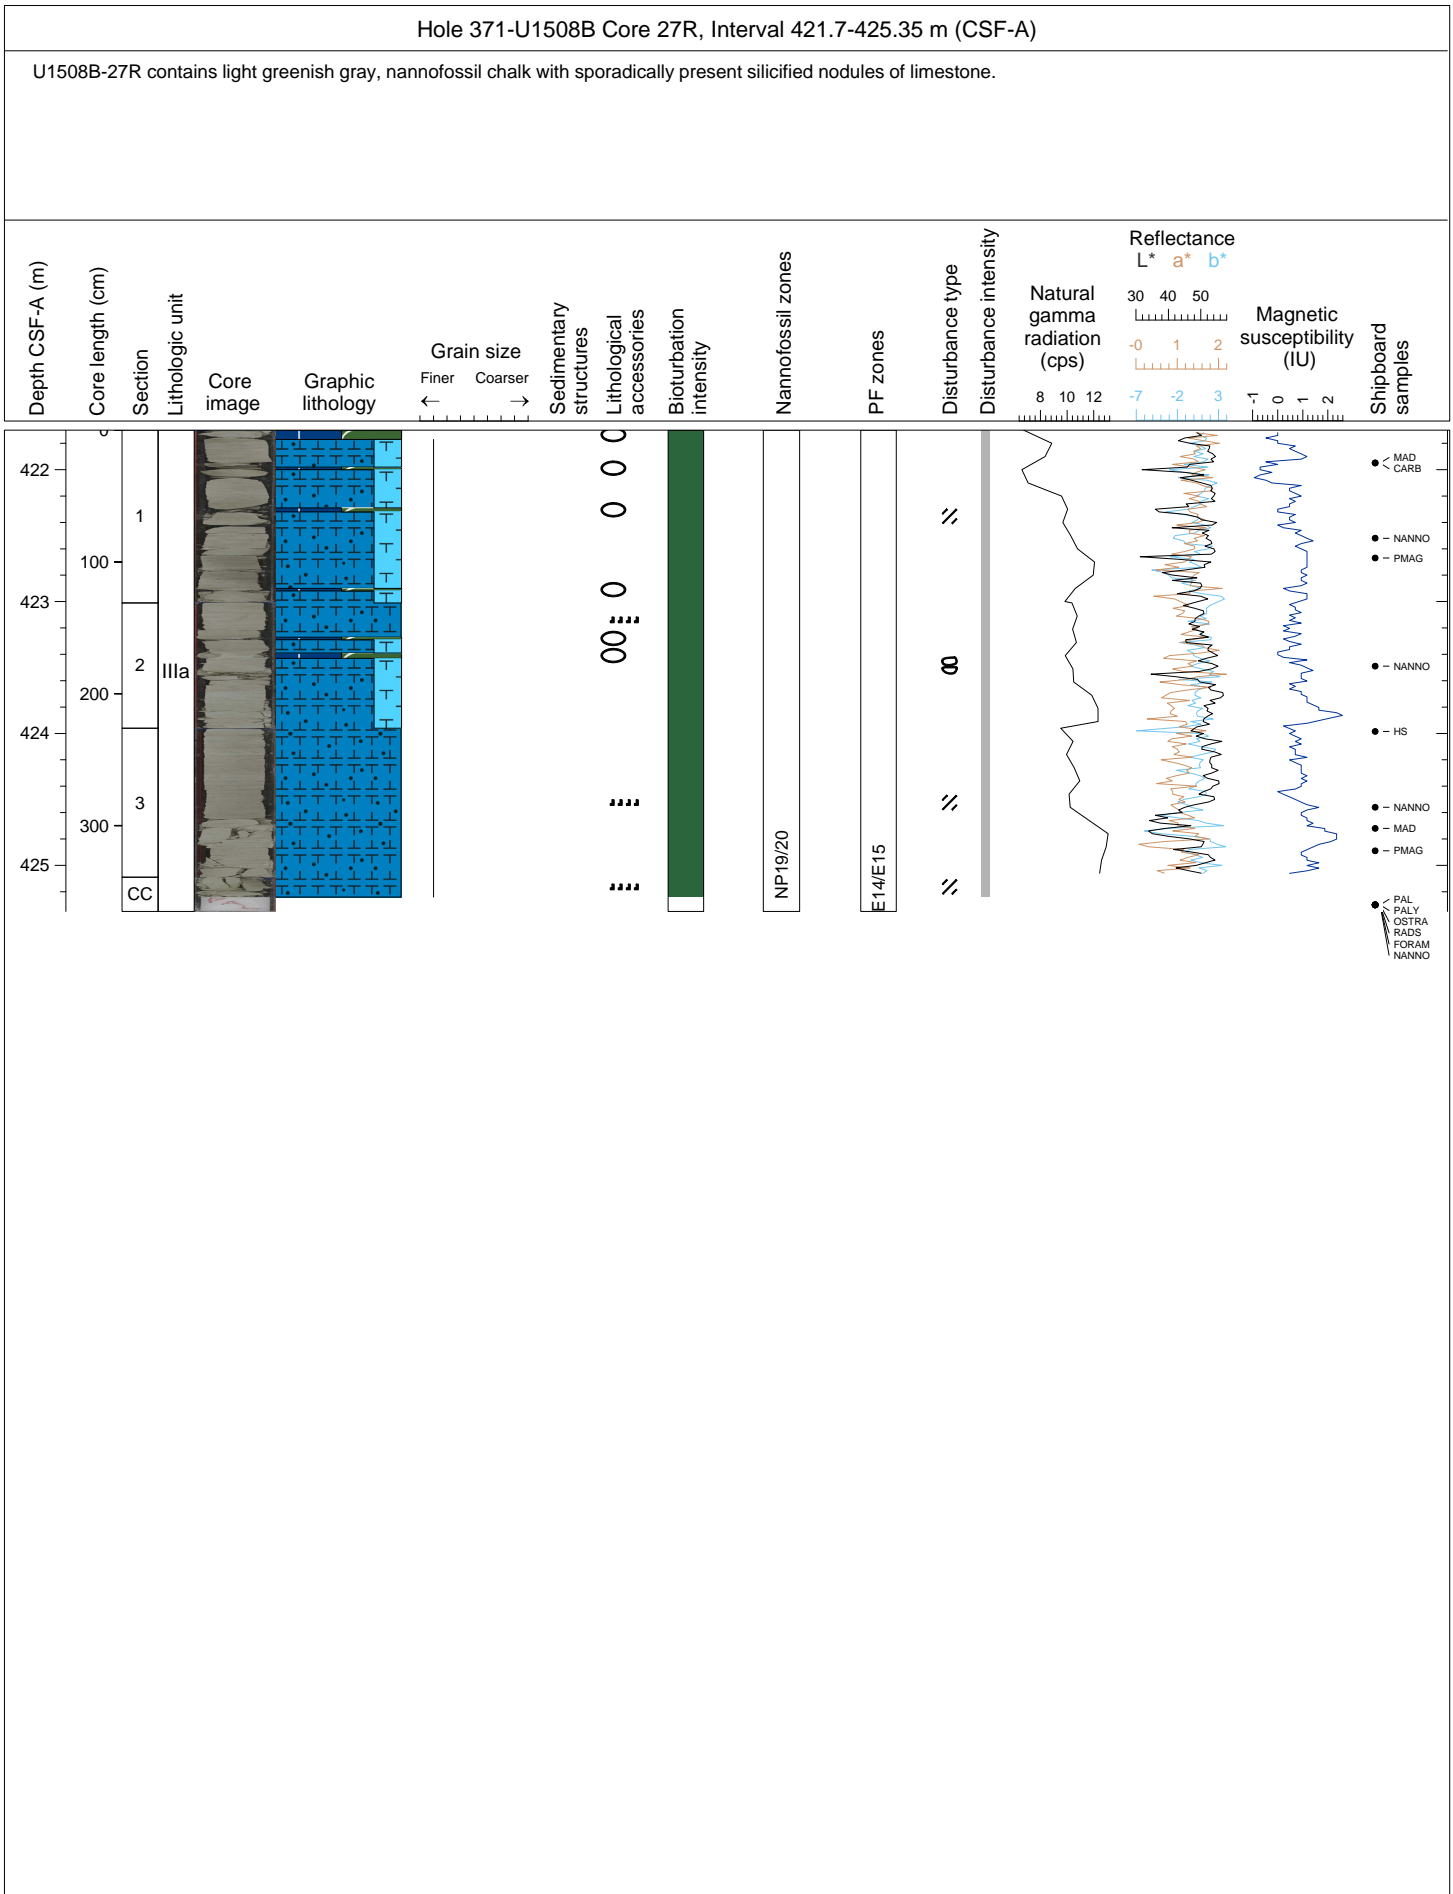 Hole 371-U1508B Core 27R, Interval 421.7-425.35 m (CSF-A)
U1508B-27R contains light greenish gray, nannofossil chalk with sporadically present silicified nodules of limestone.
Depth CSF-A (m)
Core length (cm)
Section
Lithologic unit
Core
image
Graphic
lithology
Grain size
Finer Coarser
← →
Sedimentary
structures
Lithological
accessories
Bioturbation
intensity
Nannofossil zones
PF zones
Disturbance type
Disturbance intensity
Natural
gamma
radiation
(cps)
8 10 12
Reflectance
L* a* b*
30 40 50
-0 1 2
-7 -2 3
Magnetic
susceptibility
(IU)
-1 0 1 2
Shipboard
samples
0
422
MAD
CARB
1
NANNO
100
PMAG
423
2
IIIa
NANNO
200
424
HS
3
NANNO
300
MAD
PMAG
425
CC
NP19/20
E14/E15
PAL
PALY
OSTRA
RADS
FORAM
NANNO